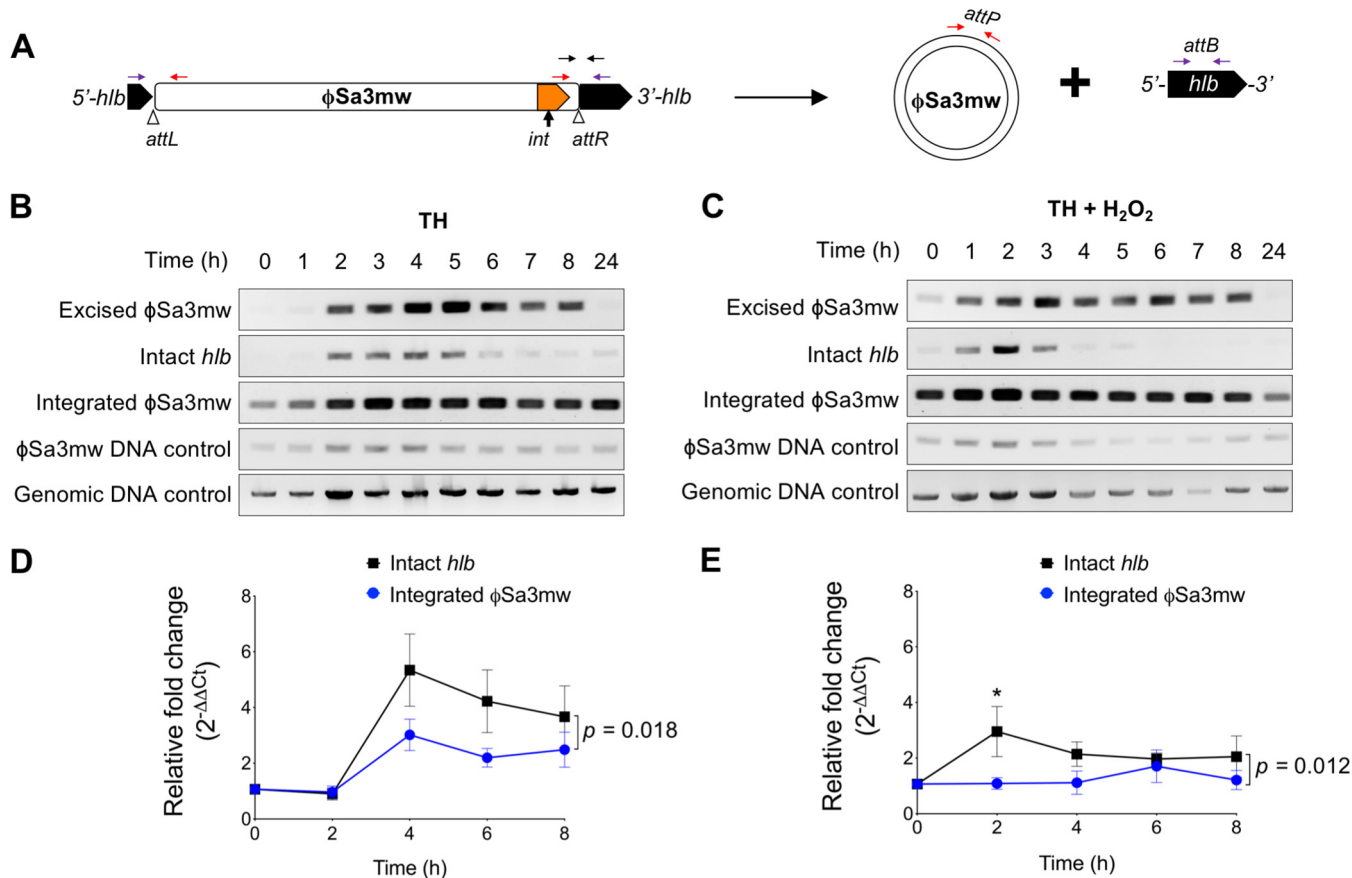 A
5’-hlb
ϕSa3mw
3’-hlb
attL
int
attR
attP
ϕSa3mw
+
attB
5’-
hlb
-3’
B
TH
Time (h) 0 1 2 3 4 5 6 7 8 24
Excised ϕSa3mw
Intact hlb
Integrated ϕSa3mw
ϕSa3mw DNA control
Genomic DNA control
C
TH + H₂O₂
Time (h) 0 1 2 3 4 5 6 7 8 24
Excised ϕSa3mw
Intact hlb
Integrated ϕSa3mw
ϕSa3mw DNA control
Genomic DNA control
D
Intact hlb
Integrated ϕSa3mw
Relative fold change
(2^-ΔΔCt)
8
6
4
2
0
p = 0.018
0 2 4 6 8
Time (h)
E
Intact hlb
Integrated ϕSa3mw
Relative fold change
(2^-ΔΔCt)
8
6
4
2
0
*
p = 0.012
0 2 4 6 8
Time (h)